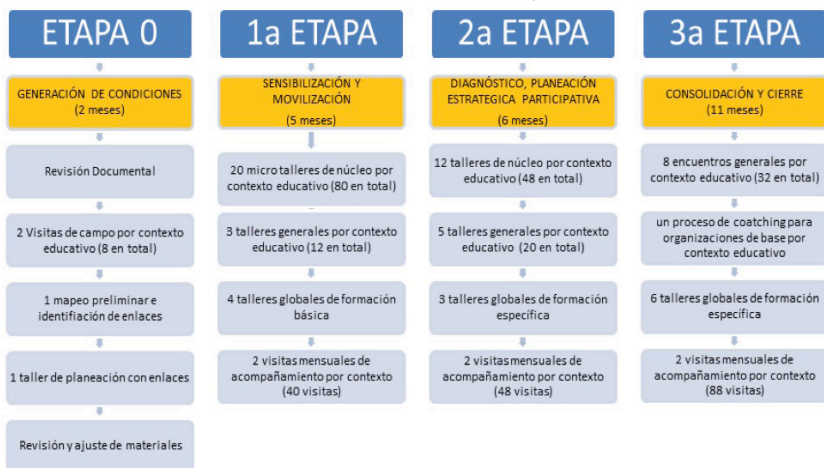 ETAPA 0
GENERACIÓN DE CONDICIONES
(2 meses)
Revisión Documental
2 Visitas de campo por contexto
educativo (8 en total)
1 mapeo preliminar e
identifiación de enlaces
1 taller de planeación con enlaces
Revisión y ajuste de materiales
1a ETAPA
SENSIBILIZACIÓN Y
MOVILIZACIÓN
(5 meses)
20 micro talleres de núcleo por
contexto educativo (80 en total)
3 talleres generales por contexto
educativo (12 en total)
4 talleres globales de formación
básica
2 visitas mensuales de
acompañamiento por contexto
(40 visitas)
2a ETAPA
DIAGNÓSTICO, PLANEACIÓN
ESTRATEGICA PARTICIPATIVA
(6 meses)
12 talleres de núcleo por contexto
educativo (48 en total)
5 talleres generales por contexto
educativo (20 en total)
3 talleres globales de formación
específica
2 visitas mensuales de
acompañamiento por contexto
(48 visitas)
3a ETAPA
CONSOLIDACIÓN Y CIERRE
(11 meses)
8 encuentros generales por
contexto educativo (32 en total)
un proceso de coatching para
organizaciones de base por
contexto educativo
6 talleres globales de formación
específica
2 visitas mensuales de
acompañamiento por contexto
(88 visitas)